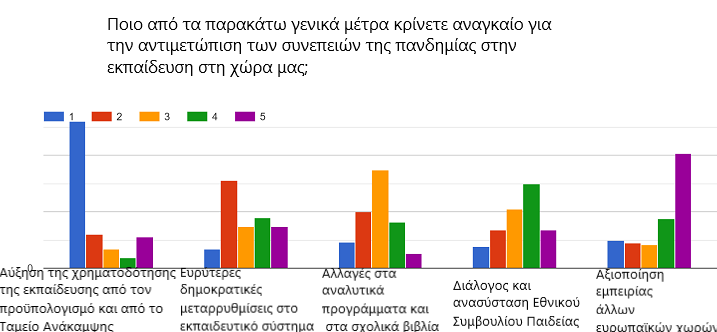 Ποιο από τα παρακάτω γενικά μέτρα κρίνετε αναγκαίο για
την αντιμετώπιση των συνεπειών της πανδημίας στην
εκπαίδευση στη χώρα μας;
1 2 3 4 5
0
Αύξηση της χρηματοδότησης
της εκπαίδευσης από τον
προϋπολογισμό και από το
Ταμείο Ανάκαμψης
Ευρύτερες
δημοκρατικές
μεταρρυθμίσεις στο
εκπαιδευτικό σύστημα
Αλλαγές στα
αναλυτικά
προγράμματα και
στα σχολικά βιβλία
Διάλογος και
ανασύσταση Εθνικού
Συμβουλίου Παιδείας
Αξιοποίηση
εμπειρίας
άλλων
ευρωπαϊκών χωρών